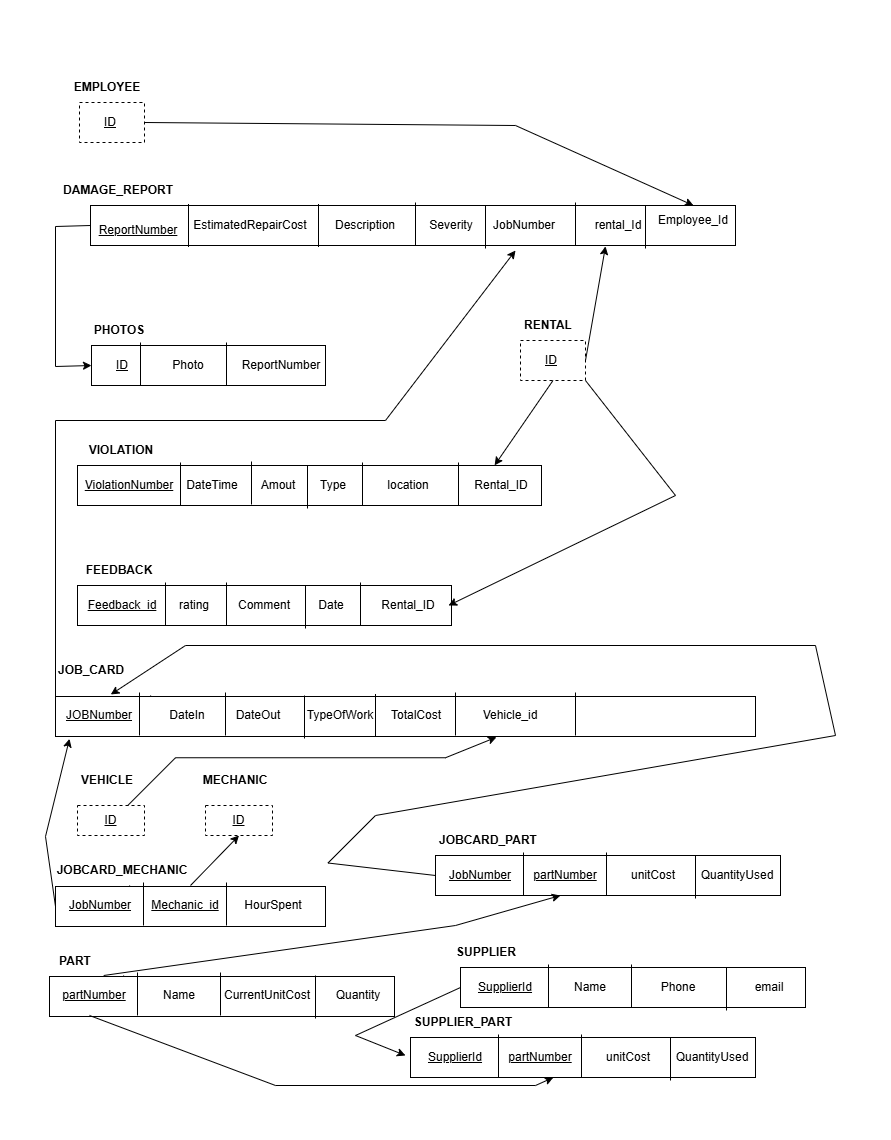 EMPLOYEE
ID
DAMAGE_REPORT
ReportNumber EstimatedRepairCost Description Severity JobNumber rental_Id Employee_Id
PHOTOS
ID Photo ReportNumber
RENTAL
ID
VIOLATION
ViolationNumber DateTime Amout Type location Rental_ID
FEEDBACK
Feedback_id rating Comment Date Rental_ID
JOB_CARD
JOBNumber DateIn DateOut TypeOfWork TotalCost Vehicle_id
VEHICLE MECHANIC
ID ID
JOBCARD_PART
JobNumber partNumber unitCost QuantityUsed
JOBCARD_MECHANIC
JobNumber Mechanic_id HourSpent
PART
partNumber Name CurrentUnitCost Quantity
SUPPLIER
SupplierId Name Phone email
SUPPLIER_PART
SupplierId partNumber unitCost QuantityUsed